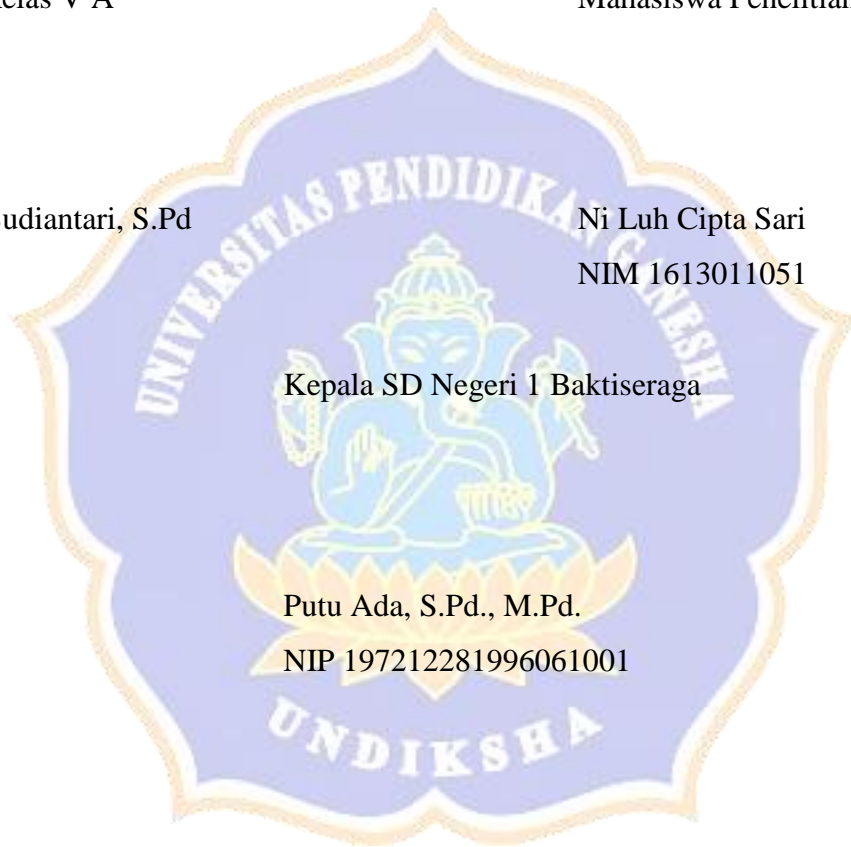 Kelas V A
Mahasiswa Penelitian
UNIVERSITAS PENDIDIKAN GANESHA
udiantari, S.Pd
Ni Luh Cipta Sari
NIM 1613011051
Kepala SD Negeri 1 Baktiseraga
Putu Ada, S.Pd., M.Pd.
NIP 197212281996061001
UNDIKSHA